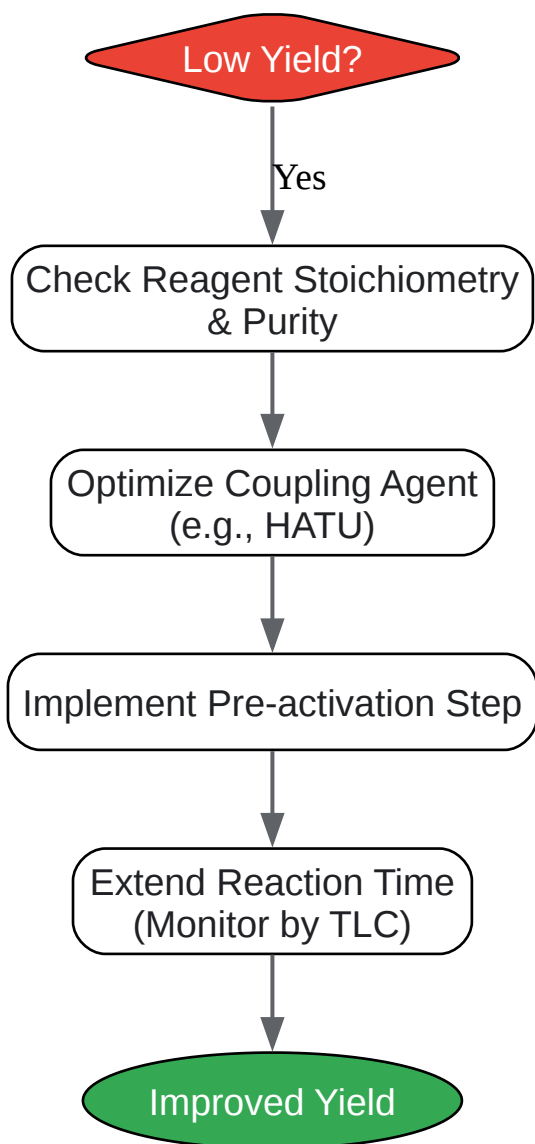 Low Yield?
Yes
Check Reagent Stoichiometry
& Purity
Optimize Coupling Agent
(e.g., HATU)
Implement Pre-activation Step
Extend Reaction Time
(Monitor by TLC)
Improved Yield